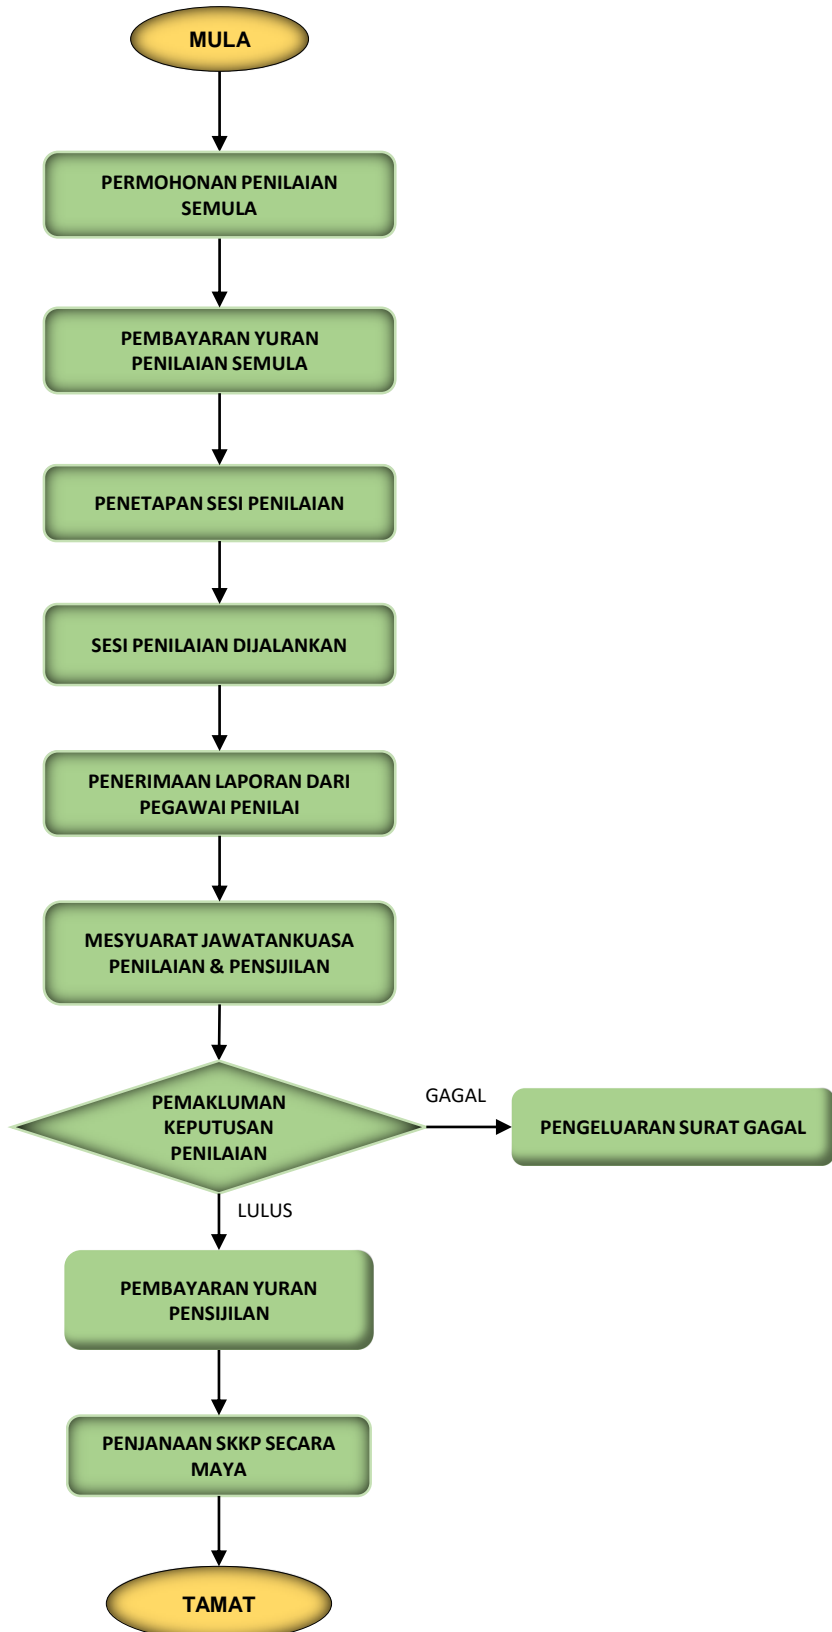 MULA
PERMOHONAN PENILAIAN
SEMULA
PEMBAYARAN YURAN
PENILAIAN SEMULA
PENETAPAN SESI PENILAIAN
SESI PENILAIAN DIJALANKAN
PENERIMAAN LAPORAN DARI
PEGAWAI PENILAI
MESYUARAT JAWATANKUASA
PENILAIAN & PENSIJILAN
PEMAKLUMAN
KEPUTUSAN
PENILAIAN
GAGAL
PENGELUARAN SURAT GAGAL
LULUS
PEMBAYARAN YURAN
PENSIJILAN
PENJANAAN SKKP SECARA
MAYA
TAMAT